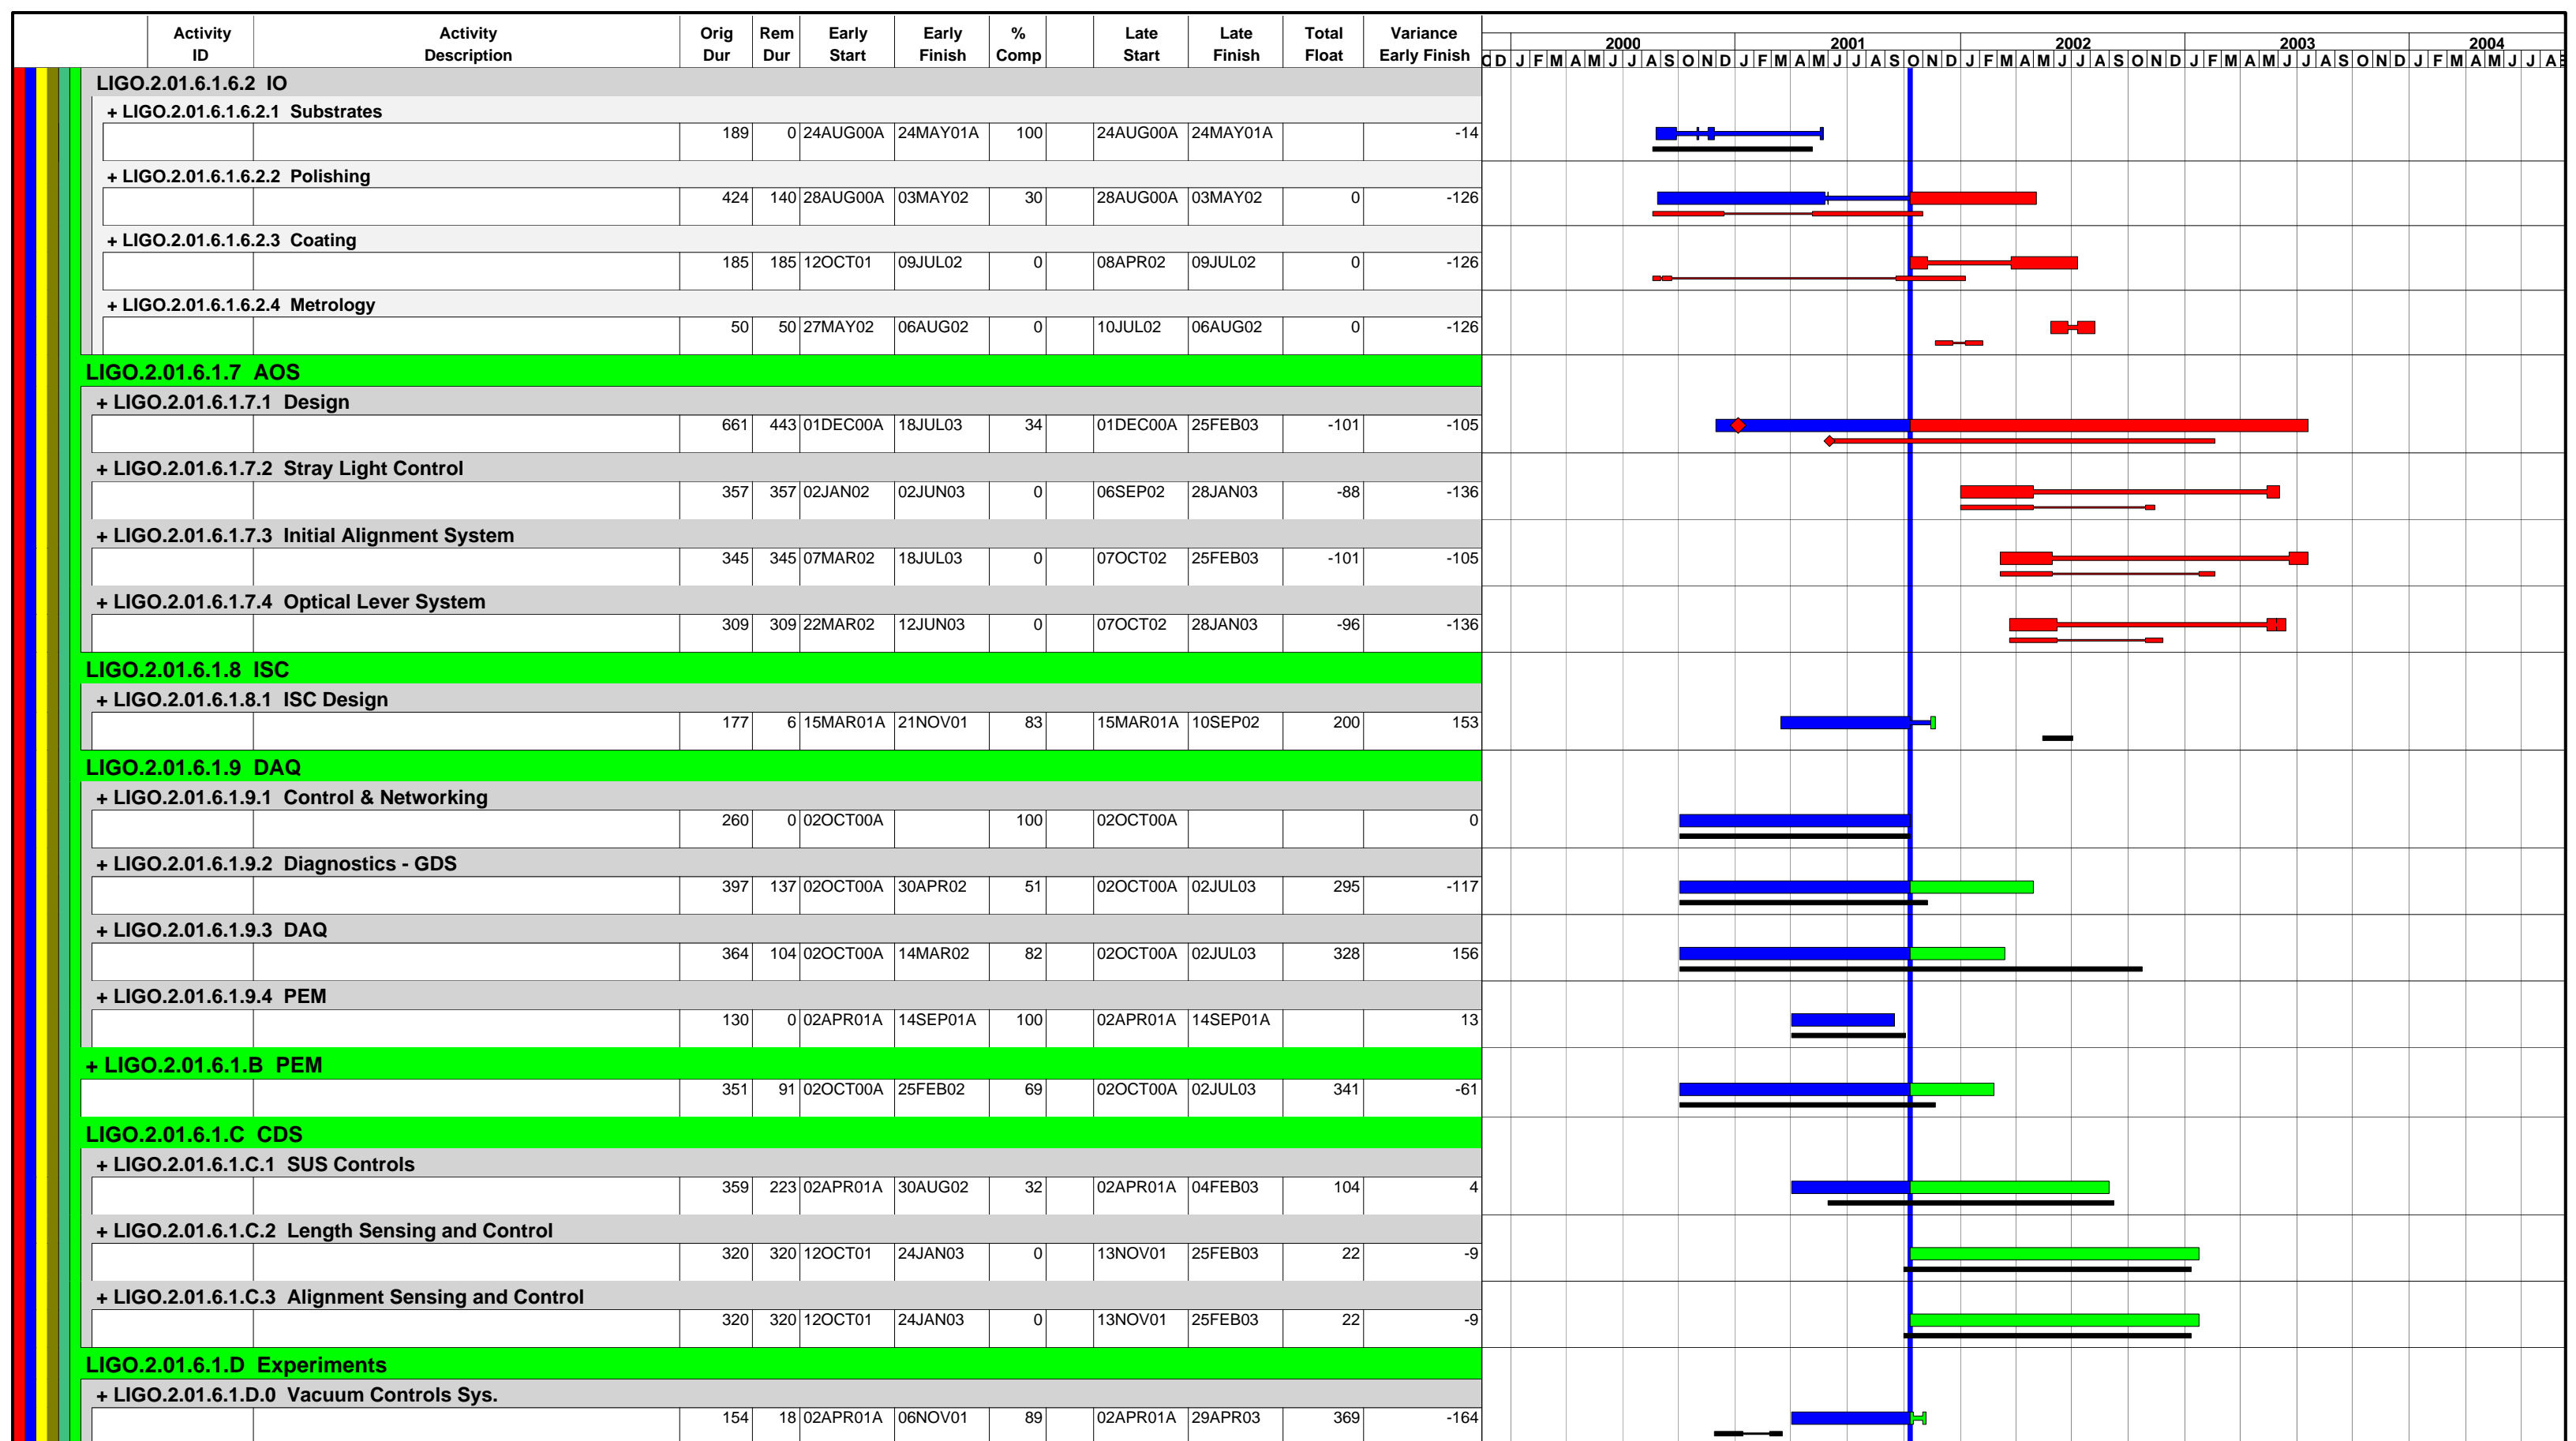 Activity Activity Orig Rem Early Early % Late Late Total Variance
ID Description Dur Dur Start Finish Comp Start Finish Float Early Finish
2000 2001 2002 2003 2004
O D J F M A M J J A S O N D J F M A M J J A S O N D J F M A M J J A S O N D J F M A M J J A S O N D J F M A M J J A S
LIGO.2.01.6.1.6.2 IO
+ LIGO.2.01.6.1.6.2.1 Substrates
189 0 24AUG00A 24MAY01A 100 24AUG00A 24MAY01A -14
+ LIGO.2.01.6.1.6.2.2 Polishing
424 140 28AUG00A 03MAY02 30 28AUG00A 03MAY02 0 -126
+ LIGO.2.01.6.1.6.2.3 Coating
185 185 12OCT01 09JUL02 0 08APR02 09JUL02 0 -126
+ LIGO.2.01.6.1.6.2.4 Metrology
50 50 27MAY02 06AUG02 0 10JUL02 06AUG02 0 -126
LIGO.2.01.6.1.7 AOS
+ LIGO.2.01.6.1.7.1 Design
661 443 01DEC00A 18JUL03 34 01DEC00A 25FEB03 -101 -105
+ LIGO.2.01.6.1.7.2 Stray Light Control
357 357 02JAN02 02JUN03 0 06SEP02 28JAN03 -88 -136
+ LIGO.2.01.6.1.7.3 Initial Alignment System
345 345 07MAR02 18JUL03 0 07OCT02 25FEB03 -101 -105
+ LIGO.2.01.6.1.7.4 Optical Lever System
309 309 22MAR02 12JUN03 0 07OCT02 28JAN03 -96 -136
LIGO.2.01.6.1.8 ISC
+ LIGO.2.01.6.1.8.1 ISC Design
177 6 15MAR01A 21NOV01 83 15MAR01A 10SEP02 200 153
LIGO.2.01.6.1.9 DAQ
+ LIGO.2.01.6.1.9.1 Control & Networking
260 0 02OCT00A 100 02OCT00A 0
+ LIGO.2.01.6.1.9.2 Diagnostics - GDS
397 137 02OCT00A 30APR02 51 02OCT00A 02JUL03 295 -117
+ LIGO.2.01.6.1.9.3 DAQ
364 104 02OCT00A 14MAR02 82 02OCT00A 02JUL03 328 156
+ LIGO.2.01.6.1.9.4 PEM
130 0 02APR01A 14SEP01A 100 02APR01A 14SEP01A 13
+ LIGO.2.01.6.1.B PEM
351 91 02OCT00A 25FEB02 69 02OCT00A 02JUL03 341 -61
LIGO.2.01.6.1.C CDS
+ LIGO.2.01.6.1.C.1 SUS Controls
359 223 02APR01A 30AUG02 32 02APR01A 04FEB03 104 4
+ LIGO.2.01.6.1.C.2 Length Sensing and Control
320 320 12OCT01 24JAN03 0 13NOV01 25FEB03 22 -9
+ LIGO.2.01.6.1.C.3 Alignment Sensing and Control
320 320 12OCT01 24JAN03 0 13NOV01 25FEB03 22 -9
LIGO.2.01.6.1.D Experiments
+ LIGO.2.01.6.1.D.0 Vacuum Controls Sys.
154 18 02APR01A 06NOV01 89 02APR01A 29APR03 369 -164